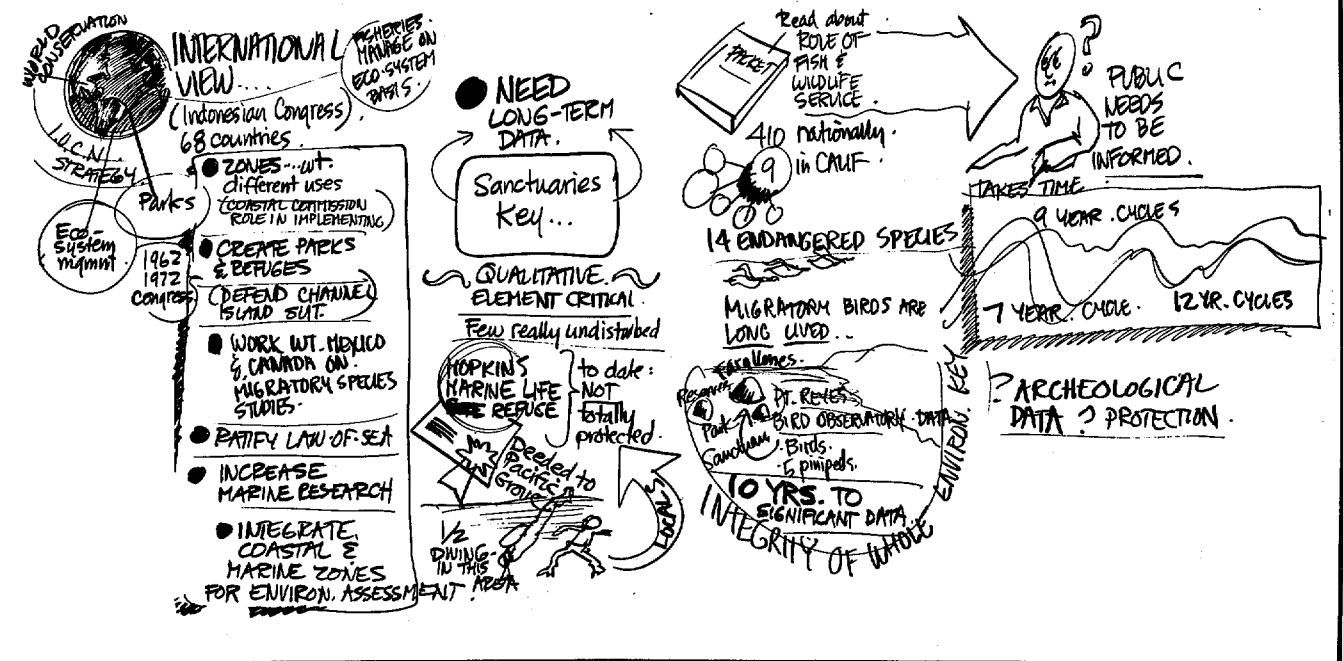 WORLD
CONSERVATION
I.U.C.N.
STRATEGY
INTERNATIONAL
VIEW....
(Indonesian Congress).
68 countries.
FISHERIES.
MANAGE ON
ECO-SYSTEM
BASIS.
Parks
Eco-
system
mgmnt
1962
1972
Congress
ZONES...wt.
different uses
(COASTAL COMMISSION
ROLE IN IMPLEMENTING)
CREATE PARKS
& REFUGES
(DEFEND CHANNEL
ISLAND SUT.
WORK WT. MEXICO
& CANADA ON
MIGRATORY SPECIES
STUDIES.
RATIFY LAW-OF-SEA
INCREASE
MARINE RESEARCH
INTEGRATE
COASTAL &
MARINE ZONES
FOR ENVIRON. ASSESSMENT.
NEED
LONG-TERM
DATA.
Sanctuaries
Key...
QUALITATIVE
ELEMENT CRITICAL.
Few really undisturbed
HOPKINS
MARINE LIFE
REFUGE
to date:
NOT
totally
protected.
Deeded to
Pacific
Grove
1/2
DIVING-
IN THIS
AREA
LOCALS
PACKET
Read about
ROLE OF
FISH &
WILDLIFE
SERVICE.
410 nationally.
9 in CALIF.
14 ENDANGERED SPECIES
MIGRATORY BIRDS ARE
LONG LIVED...
Farallones.
Research
Park
Sanctuary
PT. REYES
BIRD OBSERVATORY-DATA
·Birds.
·5 pinipeds.
10 YRS. TO
SIGNIFICANT DATA
INTEGRITY OF WHOLE
ENVIRON. KEY
?
PUBLIC
NEEDS
TO BE
INFORMED.
TAKES TIME:
9 YEAR. CYCLES
7 YEAR. CYCLE.
12 YR. CYCLES
? ARCHEOLOGICAL
DATA ? PROTECTION.